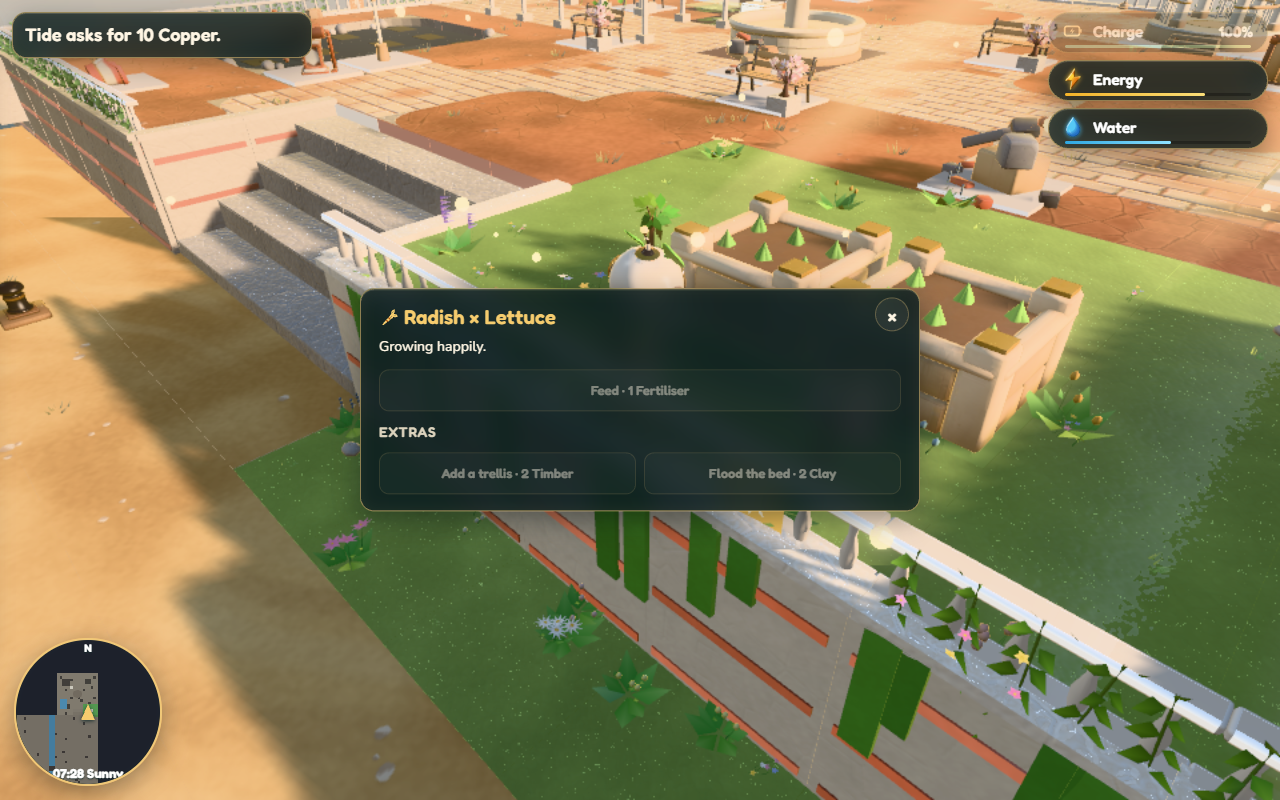 Tide asks for 10 Copper.
Charge 100%
Energy
Water
Radish × Lettuce
×
Growing happily.
Feed · 1 Fertiliser
EXTRAS
Add a trellis · 2 Timber
Flood the bed · 2 Clay
N
07:28 Sunny